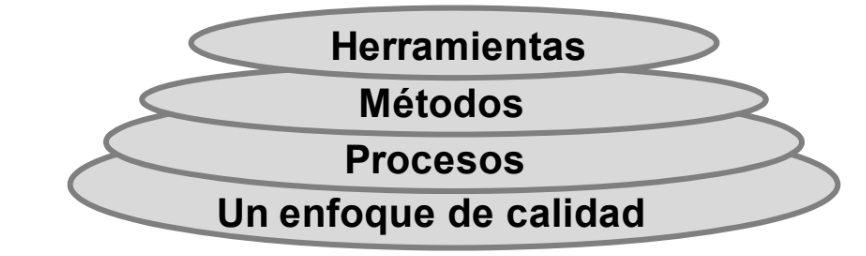 Herramientas
Métodos
Procesos
Un enfoque de calidad